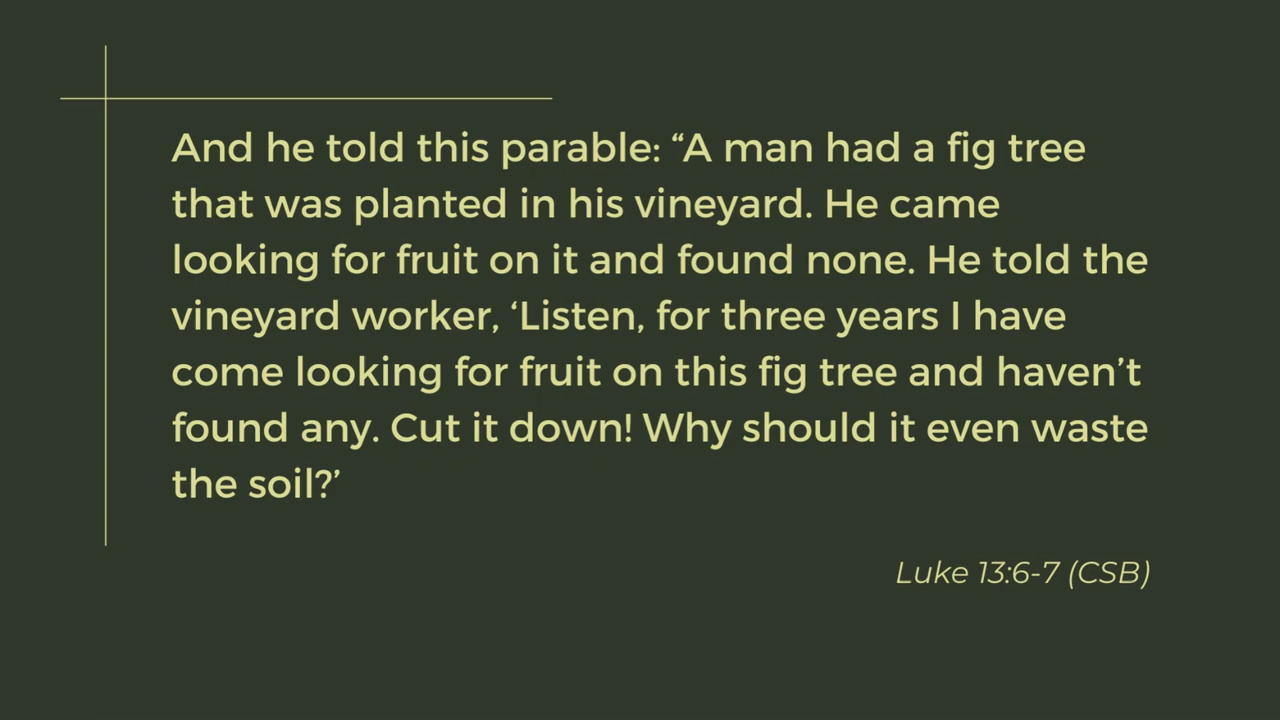 And he told this parable: “A man had a fig tree
that was planted in his vineyard. He came
looking for fruit on it and found none. He told the
vineyard worker, ‘Listen, for three years I have
come looking for fruit on this fig tree and haven’t
found any. Cut it down! Why should it even waste
the soil?’
Luke 13:6-7 (CSB)